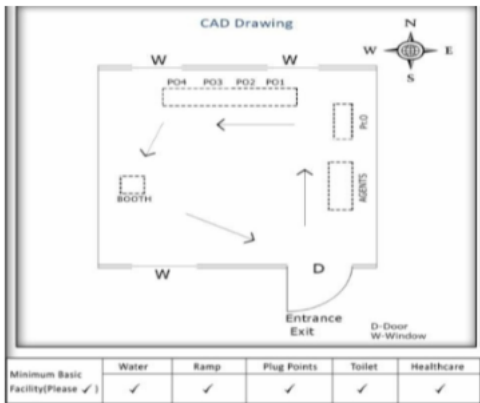 CAD Drawing
N
W E
S
W W
PO4 PO3 PO2 PO1
PrO
AGENTS
BOOTH
W D
Entrance
Exit
D-Door
W-Window
Minimum Basic
Facility(Please ✓) Water Ramp Plug Points Toilet Healthcare
✓ ✓ ✓ ✓ ✓